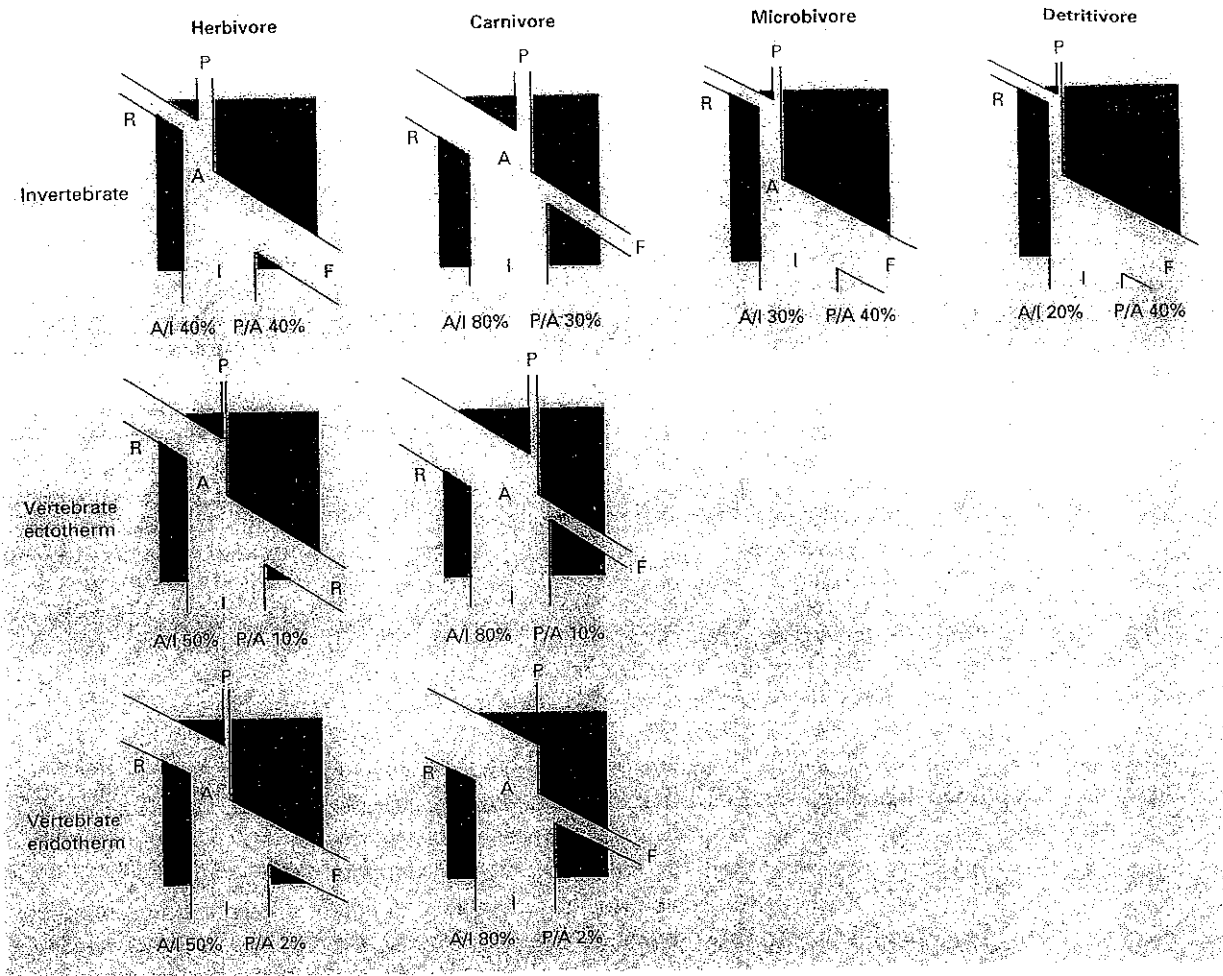 Herbivore
Carnivore
Microbivore
Detritivore
P
P
P
P
R
R
R
R
A
A
A
Invertebrate
I
F
I
F
I
F
I
F
A/I 40% P/A 40%
A/I 80% P/A 30%
A/I 30% P/A 40%
A/I 20% P/A 40%
P
P
R
R
A
A
Vertebrate
ectotherm
I
R
I
F
A/I 50% P/A 10%
A/I 80% P/A 10%
P
P
R
R
A
A
Vertebrate
endotherm
I
F
I
F
A/I 50% P/A 2%
A/I 80% P/A 2%